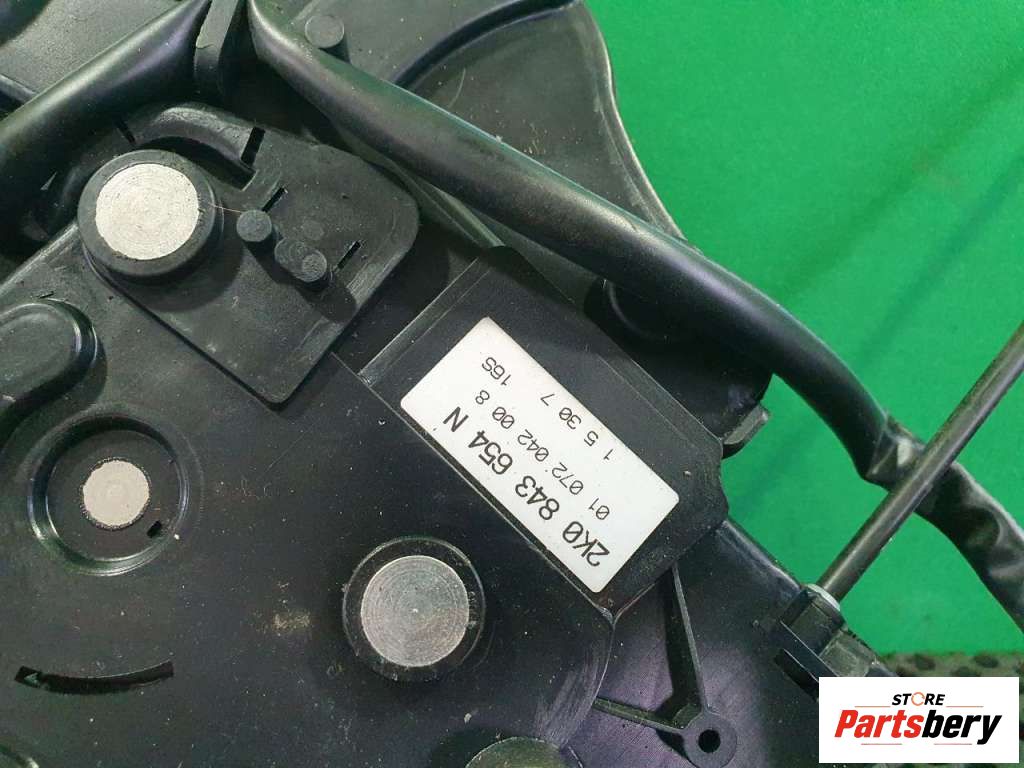 2K0 843 654 N
01 072 042 00 8
1 5 30 7 16S
STORE
Partsbery